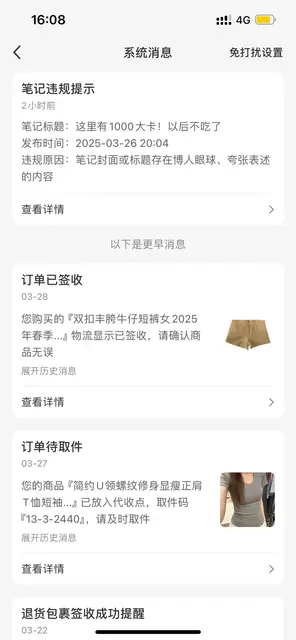 16:08
4G
系统消息
免打扰设置
笔记违规提示
2小时前
笔记标题：这里有1000大卡！以后不吃了
发布时间：2025-03-26 20:04
违规原因：笔记封面或标题存在博人眼球、夸张表述
的内容
查看详情
以下是更早消息
订单已签收
03-28
您购买的『双扣丰胯牛仔短裤女2025
年春季...』物流显示已签收，请确认商
品无误
展开历史消息
查看详情
订单待取件
03-27
您的商品『简约U领螺纹修身显瘦正肩
T恤短袖...』已放入代收点，取件码
『13-3-2440』，请及时取件
展开历史消息
查看详情
退货包裹签收成功提醒
03-22